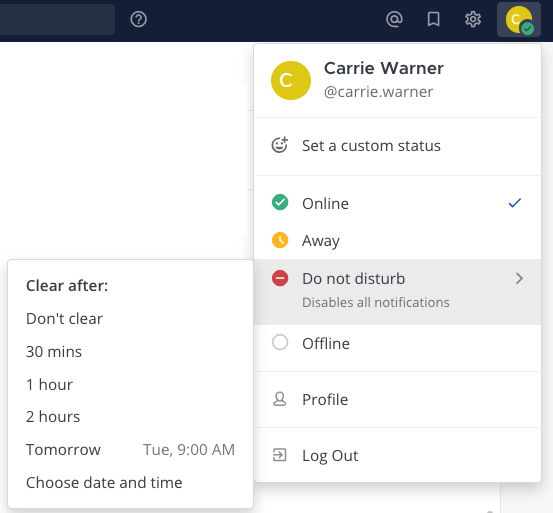 C
C
Carrie Warner
@carrie.warner
Set a custom status
Online
Away
Do not disturb
Disables all notifications
Offline
Profile
Log Out
Clear after:
Don't clear
30 mins
1 hour
2 hours
Tomorrow Tue, 9:00 AM
Choose date and time